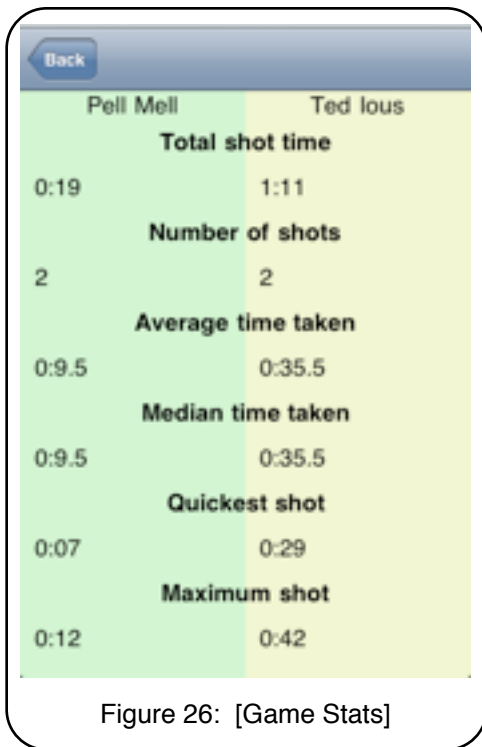 Back
Pell Mell Ted Ious
Total shot time
0:19 1:11
Number of shots
2 2
Average time taken
0:9.5 0:35.5
Median time taken
0:9.5 0:35.5
Quickest shot
0:07 0:29
Maximum shot
0:12 0:42
Figure 26: [Game Stats]